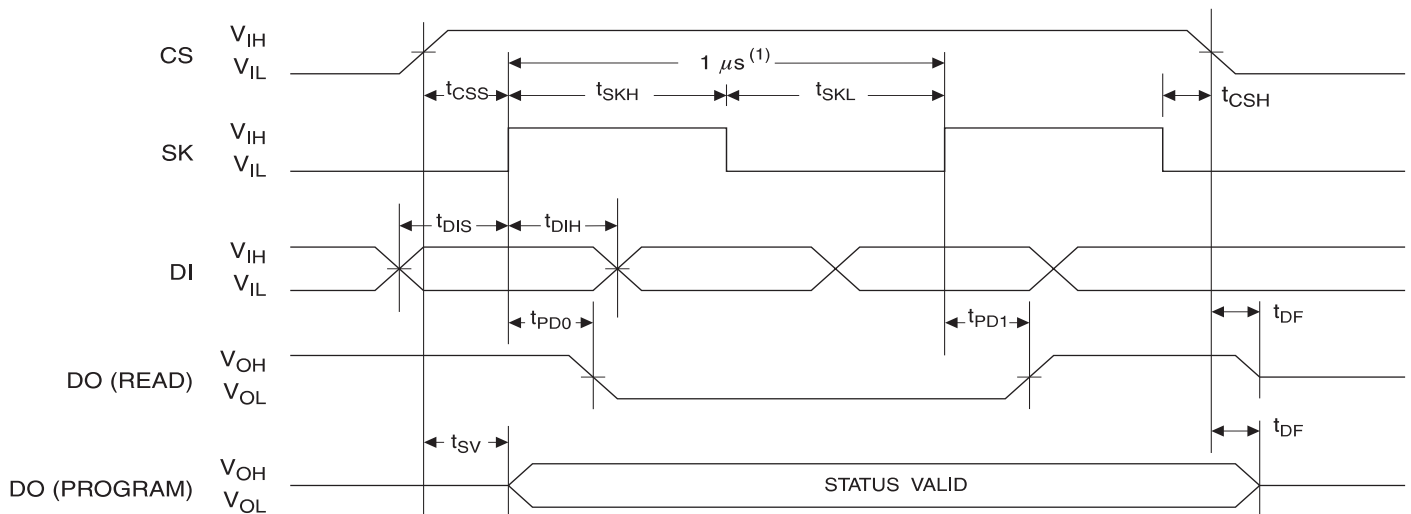 CS
V_IH
V_IL
1 μs (1)
t_CSS
t_SKH
t_SKL
t_CSH
SK
V_IH
V_IL
t_DIS
t_DIH
DI
V_IH
V_IL
t_PD0
t_PD1
t_DF
DO (READ)
V_OH
V_OL
t_SV
t_DF
DO (PROGRAM)
V_OH
V_OL
STATUS VALID